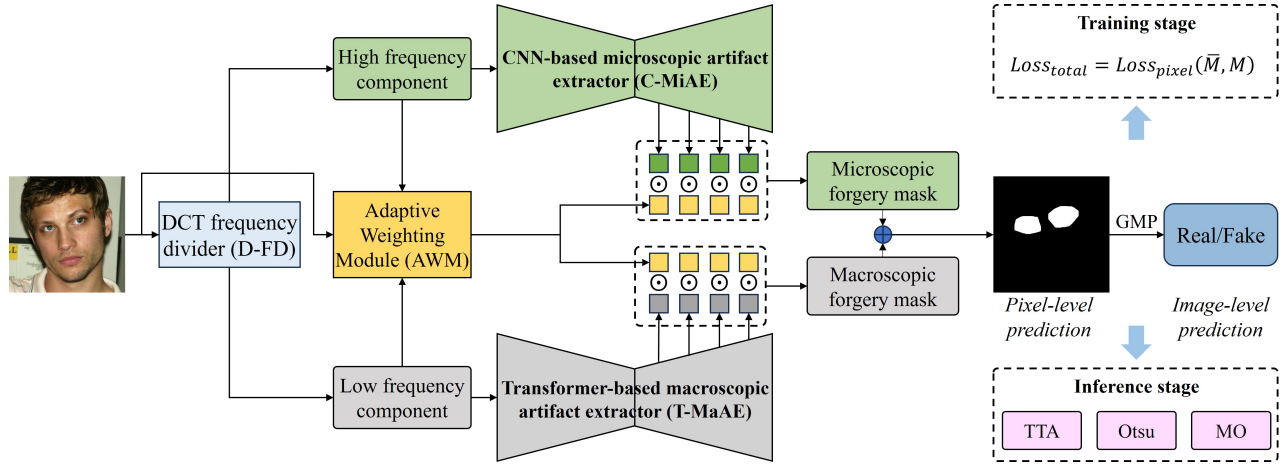 High frequency
component
CNN-based microscopic artifact
extractor (C-MiAE)
Training stage
Loss_total = Loss_pixel(M̅, M)
DCT frequency
divider (D-FD)
Adaptive
Weighting
Module (AWM)
Microscopic
forgery mask
Macroscopic
forgery mask
GMP
Real/Fake
Pixel-level
prediction
Image-level
prediction
Low frequency
component
Transformer-based macroscopic
artifact extractor (T-MaAE)
Inference stage
TTA
Otsu
MO